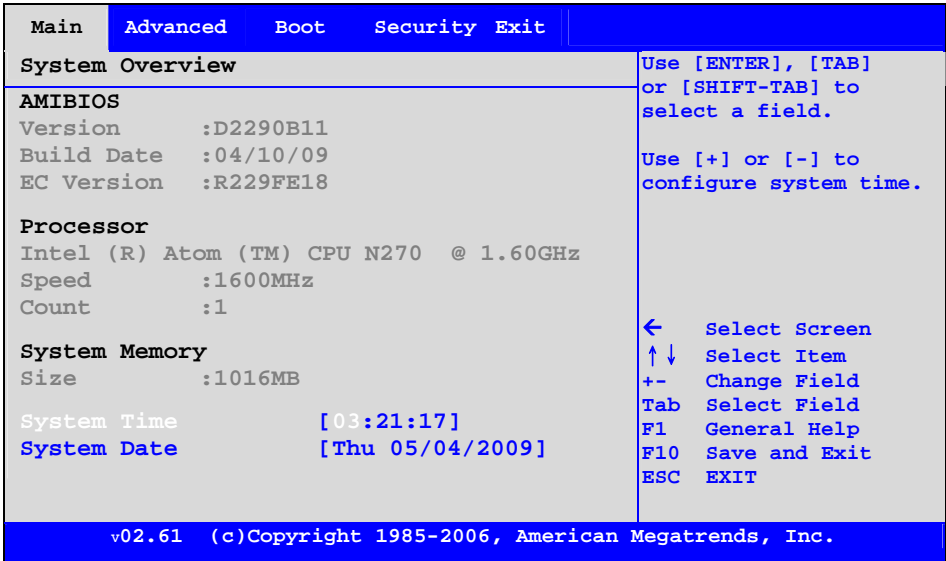 Main Advanced Boot Security Exit
System Overview
AMIBIOS
Version :D2290B11
Build Date :04/10/09
EC Version :R229FE18
Processor
Intel (R) Atom (TM) CPU N270 @ 1.60GHz
Speed :1600MHz
Count :1
System Memory
Size :1016MB
System Time [03:21:17]
System Date [Thu 05/04/2009]
Use [ENTER], [TAB]
or [SHIFT-TAB] to
select a field.
Use [+] or [-] to
configure system time.
← Select Screen
↑↓ Select Item
+- Change Field
Tab Select Field
F1 General Help
F10 Save and Exit
ESC EXIT
v02.61 (c)Copyright 1985-2006, American Megatrends, Inc.